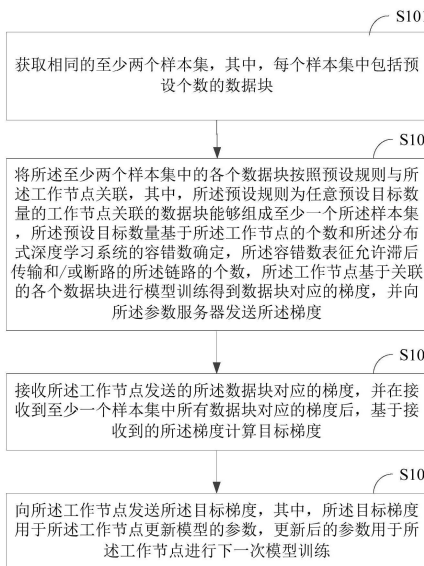 S101
获取相同的至少两个样本集，其中，每个样本集中包括预
设个数的数据块
S10
将所述至少两个样本集中的各个数据块按照预设规则与所
述工作节点关联，其中，所述预设规则为任意预设目标数
量的工作节点关联的数据块能够组成至少一个所述样本集
，所述预设目标数量基于所述工作节点的个数和所述分布
式深度学习系统的容错数确定，所述容错数表征允许滞后
传输和/或断路的所述链路的个数，所述工作节点基于关联
的各个数据块进行模型训练得到数据块对应的梯度，并向
所述参数服务器发送所述梯度
S10
接收所述工作节点发送的所述数据块对应的梯度，并在接
收到至少一个样本集中所有数据块对应的梯度后，基于接
收到的所述梯度计算目标梯度
S10
向所述工作节点发送所述目标梯度，其中，所述目标梯度
用于所述工作节点更新模型的参数，更新后的参数用于所
述工作节点进行下一次模型训练